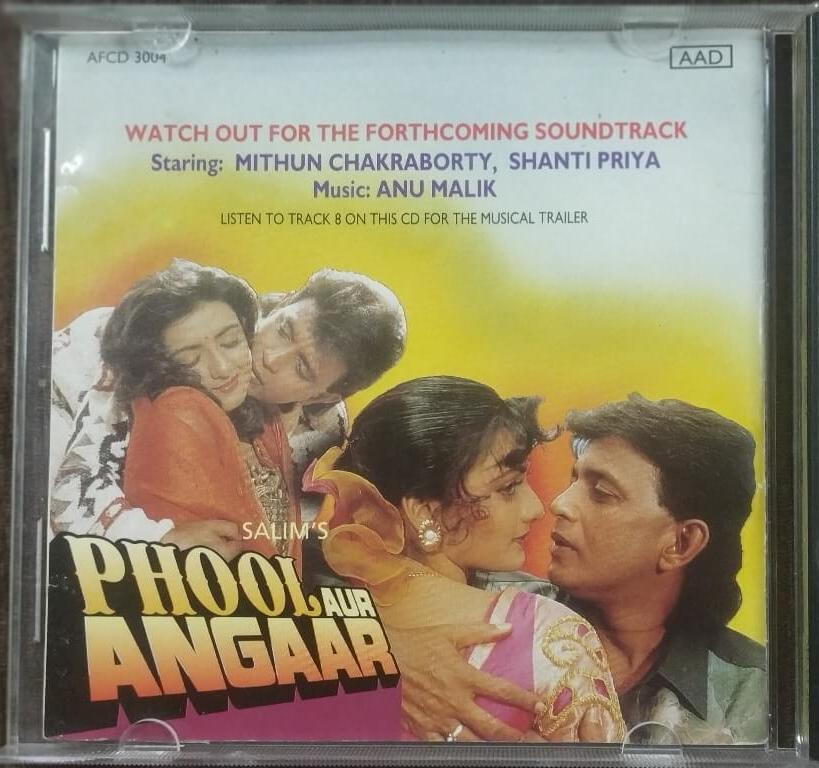 AFCD 3004
AAD
WATCH OUT FOR THE FORTHCOMING SOUNDTRACK
Staring: MITHUN CHAKRABORTY, SHANTI PRIYA
Music: ANU MALIK
LISTEN TO TRACK 8 ON THIS CD FOR THE MUSICAL TRAILER
SALIM'S
PHOOL AUR
ANGAAR